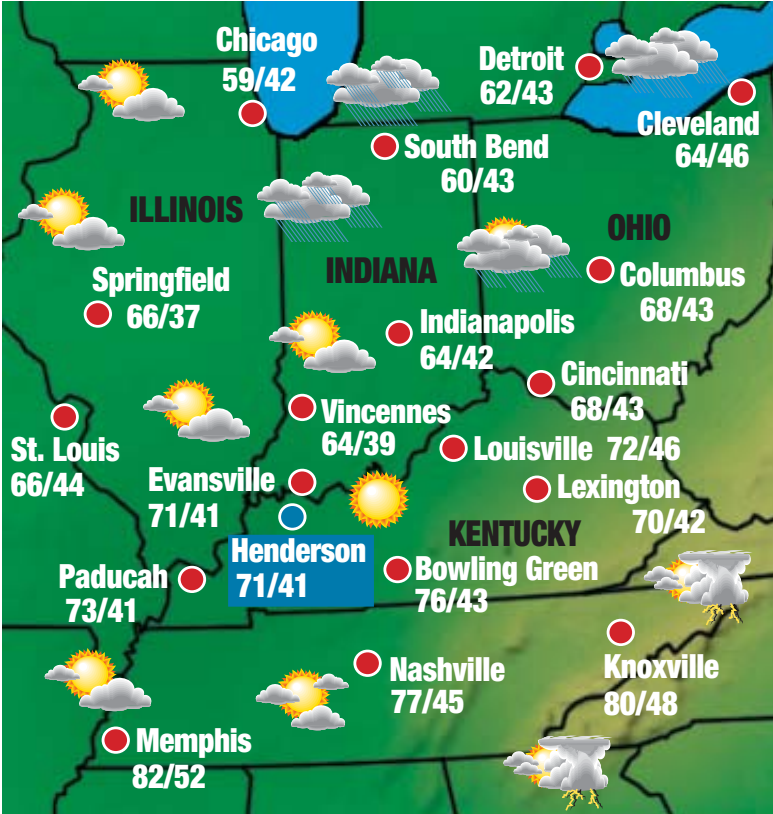 Chicago
59/42
Detroit
62/43
Cleveland
64/46
South Bend
60/43
ILLINOIS
OHIO
INDIANA
Columbus
68/43
Springfield
66/37
Indianapolis
64/42
Cincinnati
68/43
Vincennes
64/39
St. Louis
66/44
Louisville 72/46
Evansville
71/41
Lexington
70/42
KENTUCKY
Henderson
71/41
Paducah
73/41
Bowling Green
76/43
Nashville
77/45
Knoxville
80/48
Memphis
82/52